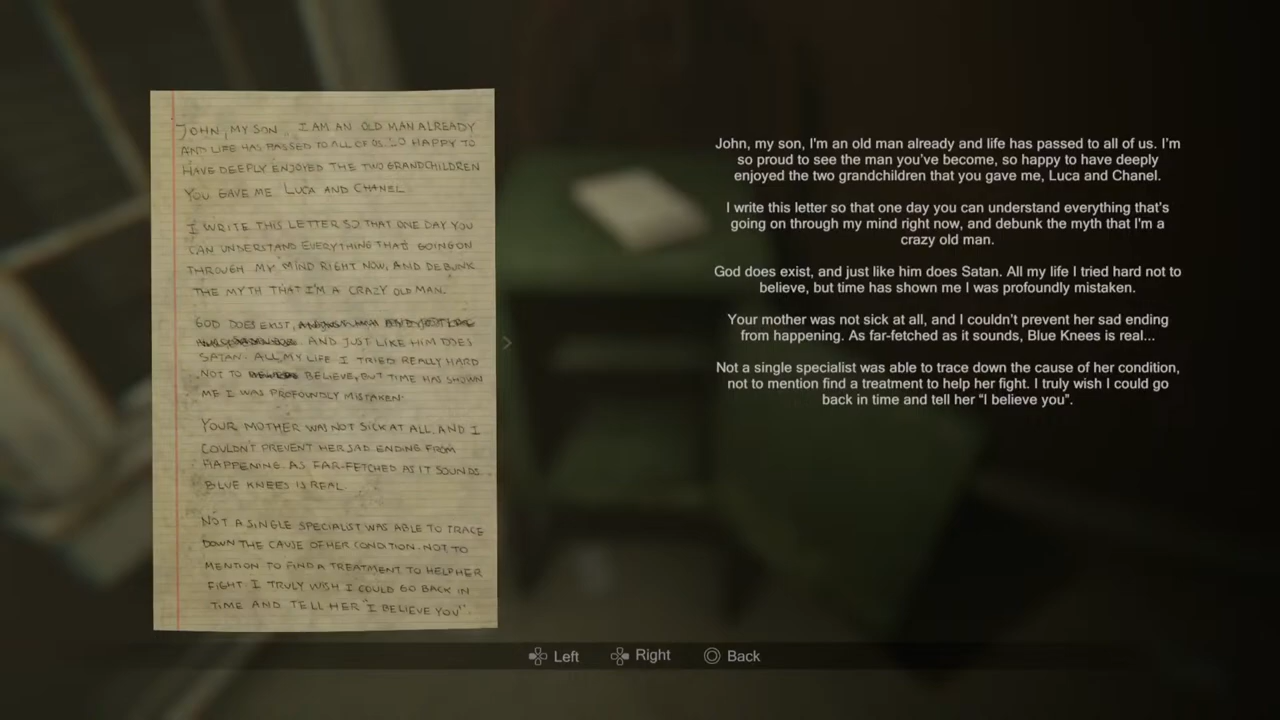 JOHN, MY SON I AM AN OLD MAN ALREADY
AND LIFE HAS PASSED TO ALL OF US. SO HAPPY TO
HAVE DEEPLY ENJOYED THE TWO GRANDCHILDREN
YOU GAVE ME LUCA AND CHANEL
I WRITE THIS LETTER SO THAT ONE DAY YOU
CAN UNDERSTAND EVERYTHING THAT'S GOING ON
THROUGH MY MIND RIGHT NOW, AND DEBUNK
THE MYTH THAT I'M A CRAZY OLD MAN.
GOD DOES EXIST,
AND JUST LIKE HIM DOES
SATAN. ALL MY LIFE I TRIED REALLY HARD
NOT TO BELIEVE, BUT TIME HAS SHOWN
ME I WAS PROFOUNDLY MISTAKEN.
YOUR MOTHER WAS NOT SICK AT ALL, AND I
COULDN'T PREVENT HER SAD ENDING FROM
HAPPENING. AS FAR-FETCHED AS IT SOUNDS
BLUE KNEES IS REAL
NOT A SINGLE SPECIALIST WAS ABLE TO TRACE
DOWN THE CAUSE OF HER CONDITION. NOT TO
MENTION TO FIND A TREATMENT TO HELP HER
FIGHT. I TRULY WISH I COULD GO BACK IN
TIME AND TELL HER "I BELIEVE YOU"
John, my son, I'm an old man already and life has passed to all of us. I'm
so proud to see the man you've become, so happy to have deeply
enjoyed the two grandchildren that you gave me, Luca and Chanel.
I write this letter so that one day you can understand everything that's
going on through my mind right now, and debunk the myth that I'm a
crazy old man.
God does exist, and just like him does Satan. All my life I tried hard not to
believe, but time has shown me I was profoundly mistaken.
Your mother was not sick at all, and I couldn't prevent her sad ending
from happening. As far-fetched as it sounds, Blue Knees is real...
Not a single specialist was able to trace down the cause of her condition,
not to mention find a treatment to help her fight. I truly wish I could go
back in time and tell her “I believe you”.
Left Right Back